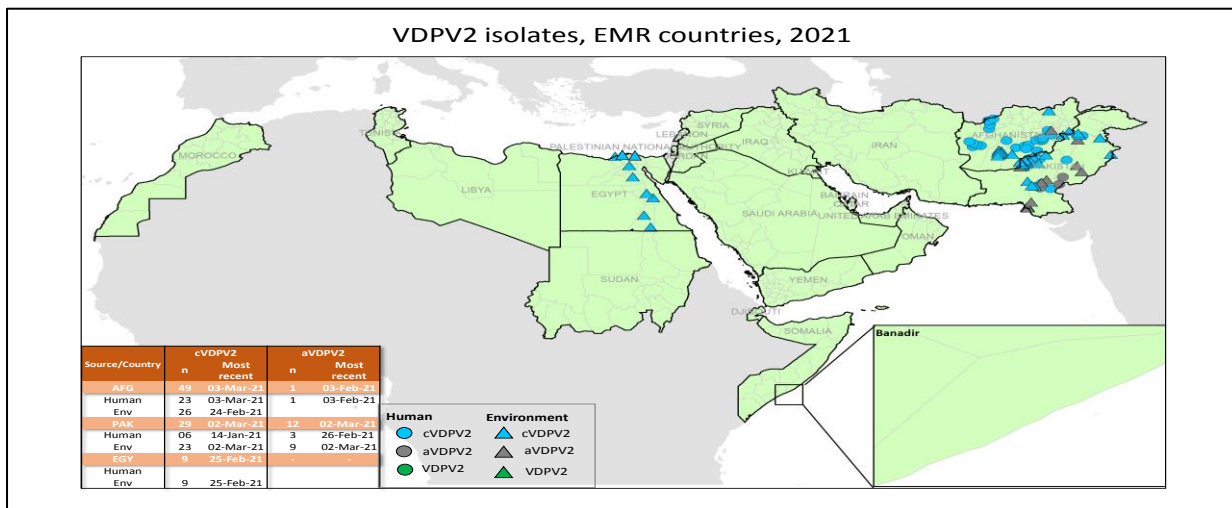 VDPV2 isolates, EMR countries, 2021
MOROCCO
TUNISI
LIBYA
EGYPT
SUDAN
LEBANON
SYRIA
PALESTINIAN NATIONAL AUTHORITY
JORDAN
IRAQ
IRAN
KUWAIT
BAHRAIN
QATAR
SAUDI ARABIA
UNITED ARAB EMIRATES
OMAN
YEMEN
DJIBOUTI
SOMALIA
AFGHANISTAN
PAKISTAN
Banadir
Source/Country cVDPV2 aVDPV2
n Most recent n Most recent
AFG 49 03-Mar-21 1 03-Feb-21
Human 23 03-Mar-21 1 03-Feb-21
Env 26 24-Feb-21
PAK 29 02-Mar-21 12 02-Mar-21
Human 06 14-Jan-21 3 26-Feb-21
Env 23 02-Mar-21 9 02-Mar-21
EGY 9 25-Feb-21 - -
Human
Env 9 25-Feb-21
Human Environment
cVDPV2 cVDPV2
aVDPV2 aVDPV2
VDPV2 VDPV2